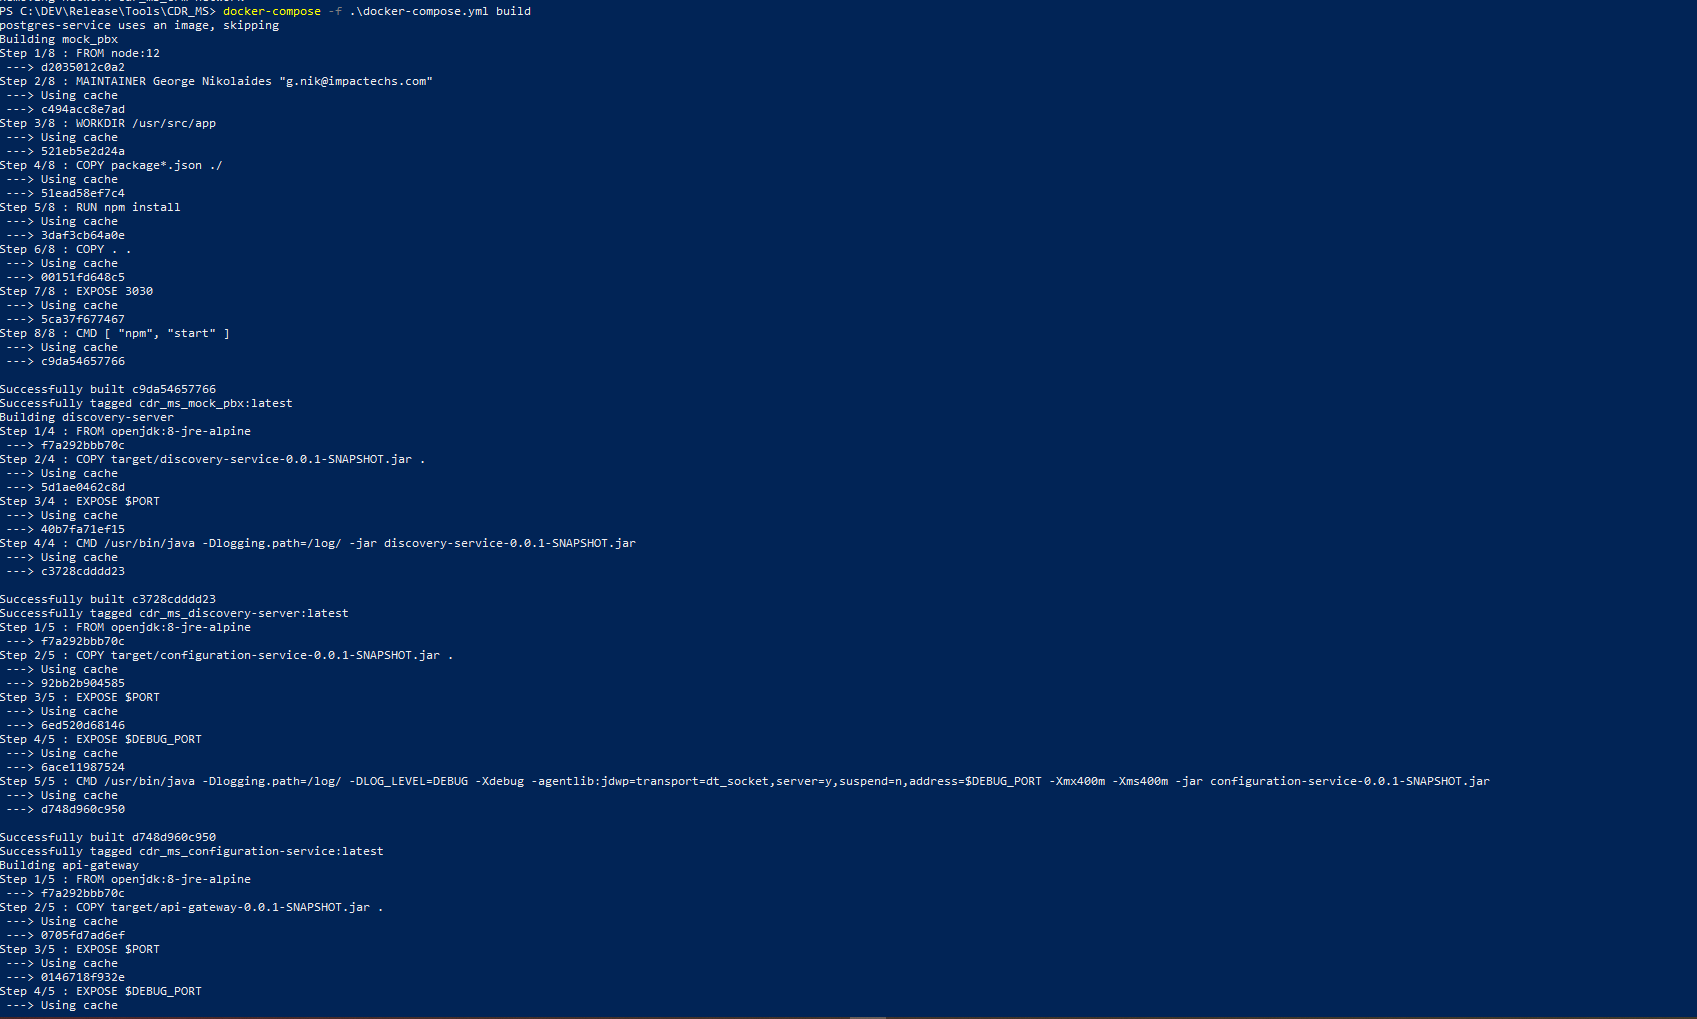 PS C:\DEV\Release\Tools\CDR_MS> docker-compose -f .\docker-compose.yml build
postgres-service uses an image, skipping
Building mock_pbx
Step 1/8 : FROM node:12
 ---> d2035012c0a2
Step 2/8 : MAINTAINER George Nikolaides "g.nik@impactechs.com"
 ---> Using cache
 ---> c494acc8e7ad
Step 3/8 : WORKDIR /usr/src/app
 ---> Using cache
 ---> 521eb5e2d24a
Step 4/8 : COPY package*.json ./
 ---> Using cache
 ---> 51ead58ef7c4
Step 5/8 : RUN npm install
 ---> Using cache
 ---> 3daf3cb64a0e
Step 6/8 : COPY . .
 ---> Using cache
 ---> 00151fd648c5
Step 7/8 : EXPOSE 3030
 ---> Using cache
 ---> 5ca37f677467
Step 8/8 : CMD [ "npm", "start" ]
 ---> Using cache
 ---> c9da54657766
Successfully built c9da54657766
Successfully tagged cdr_ms_mock_pbx:latest
Building discovery-server
Step 1/4 : FROM openjdk:8-jre-alpine
 ---> f7a292bbb70c
Step 2/4 : COPY target/discovery-service-0.0.1-SNAPSHOT.jar .
 ---> Using cache
 ---> 5d1ae0462c8d
Step 3/4 : EXPOSE $PORT
 ---> Using cache
 ---> 40b7fa71ef15
Step 4/4 : CMD /usr/bin/java -Dlogging.path=/log/ -jar discovery-service-0.0.1-SNAPSHOT.jar
 ---> Using cache
 ---> c3728cdddd23
Successfully built c3728cdddd23
Successfully tagged cdr_ms_discovery-server:latest
Step 1/5 : FROM openjdk:8-jre-alpine
 ---> f7a292bbb70c
Step 2/5 : COPY target/configuration-service-0.0.1-SNAPSHOT.jar .
 ---> Using cache
 ---> 92bb2b904585
Step 3/5 : EXPOSE $PORT
 ---> Using cache
 ---> 6ed520d68146
Step 4/5 : EXPOSE $DEBUG_PORT
 ---> Using cache
 ---> 6ace11987524
Step 5/5 : CMD /usr/bin/java -Dlogging.path=/log/ -DLOG_LEVEL=DEBUG -Xdebug -agentlib:jdwp=transport=dt_socket,server=y,suspend=n,address=$DEBUG_PORT -Xmx400m -Xms400m -jar configuration-service-0.0.1-SNAPSHOT.jar
 ---> Using cache
 ---> d748d960c950
Successfully built d748d960c950
Successfully tagged cdr_ms_configuration-service:latest
Building api-gateway
Step 1/5 : FROM openjdk:8-jre-alpine
 ---> f7a292bbb70c
Step 2/5 : COPY target/api-gateway-0.0.1-SNAPSHOT.jar .
 ---> Using cache
 ---> 0705fd7ad6ef
Step 3/5 : EXPOSE $PORT
 ---> Using cache
 ---> 0146718f932e
Step 4/5 : EXPOSE $DEBUG_PORT
 ---> Using cache